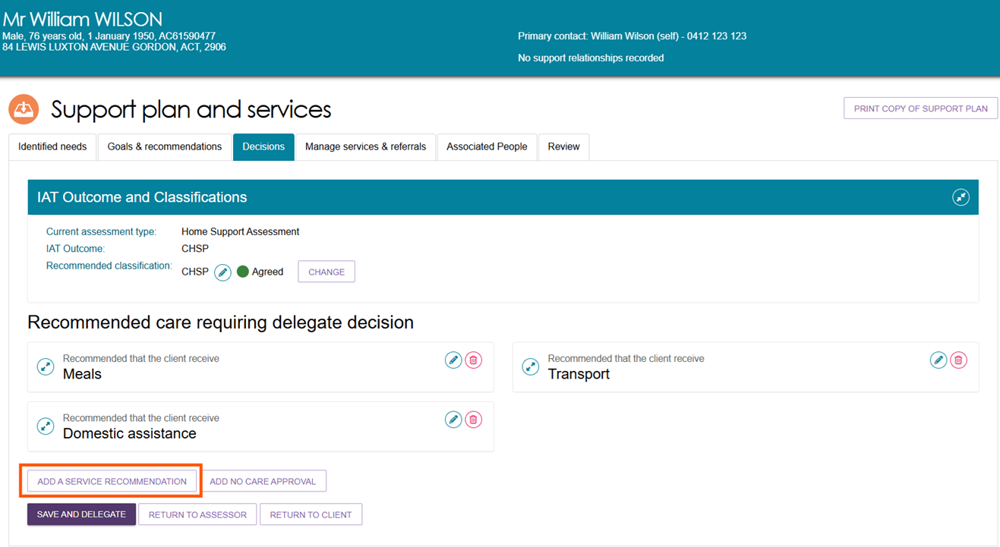 Mr William WILSON
Male, 76 years old, 1 January 1950, AC61590477
84 LEWIS LUXTON AVENUE GORDON, ACT, 2906
Primary contact: William Wilson (self) - 0412 123 123
No support relationships recorded
Support plan and services
PRINT COPY OF SUPPORT PLAN
Identified needs
Goals & recommendations
Decisions
Manage services & referrals
Associated People
Review
IAT Outcome and Classifications
Current assessment type: Home Support Assessment
IAT Outcome: CHSP
Recommended classification: CHSP Agreed CHANGE
Recommended care requiring delegate decision
Recommended that the client receive
Meals
Recommended that the client receive
Transport
Recommended that the client receive
Domestic assistance
ADD A SERVICE RECOMMENDATION
ADD NO CARE APPROVAL
SAVE AND DELEGATE
RETURN TO ASSESSOR
RETURN TO CLIENT